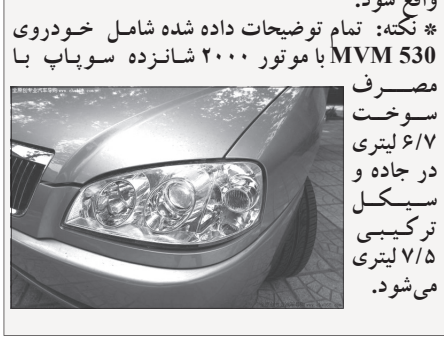 واقع شود.
* نکته: تمام توضیحات داده شده شامل خودروی
MVM 530 با موتور ۲۰۰۰ شانزده سوپاپ با
مصرف
سوخت
۶/۷ لیتری
در جاده و
سیکل
ترکیبی
۷/۵ لیتری
می‌شود.